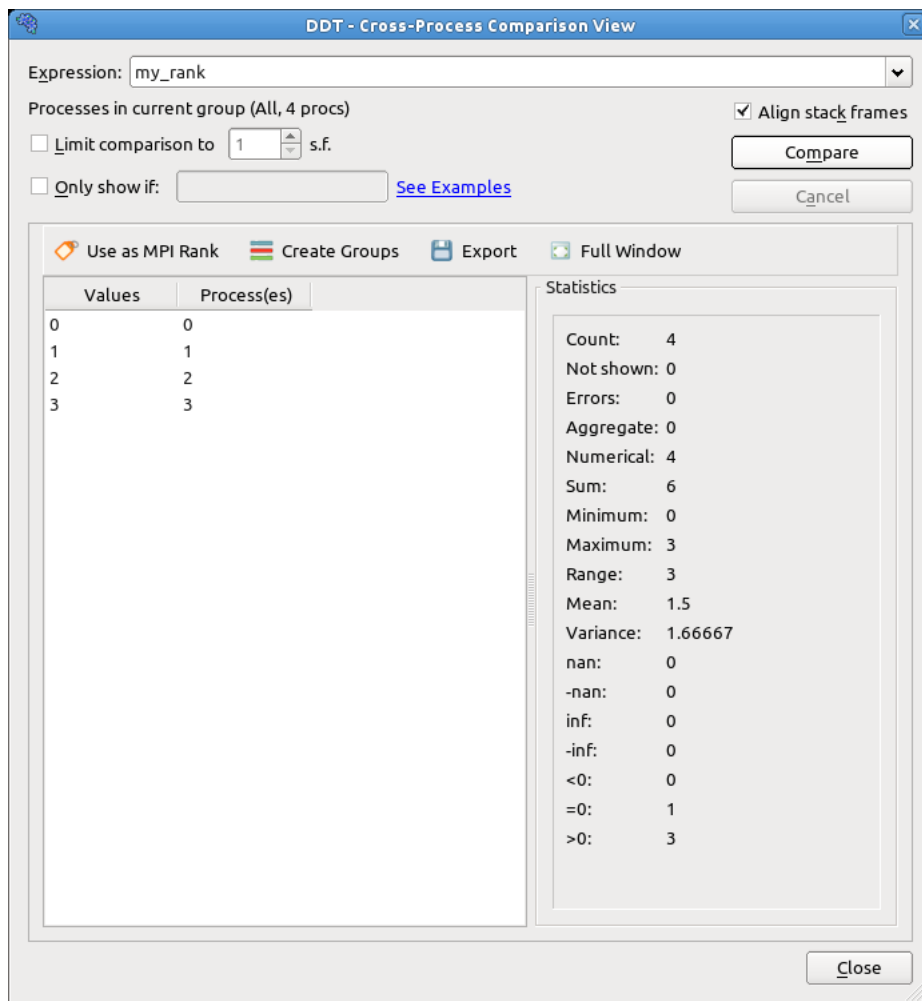 DDT - Cross-Process Comparison View
Expression: my_rank
Processes in current group (All, 4 procs)
Align stack frames
Limit comparison to 1 s.f.
Compare
Only show if: See Examples
Cancel
Use as MPI Rank Create Groups Export Full Window
Values Process(es)
0 0
1 1
2 2
3 3
Statistics
Count: 4
Not shown: 0
Errors: 0
Aggregate: 0
Numerical: 4
Sum: 6
Minimum: 0
Maximum: 3
Range: 3
Mean: 1.5
Variance: 1.66667
nan: 0
-nan: 0
inf: 0
-inf: 0
<0: 0
=0: 1
>0: 3
Close